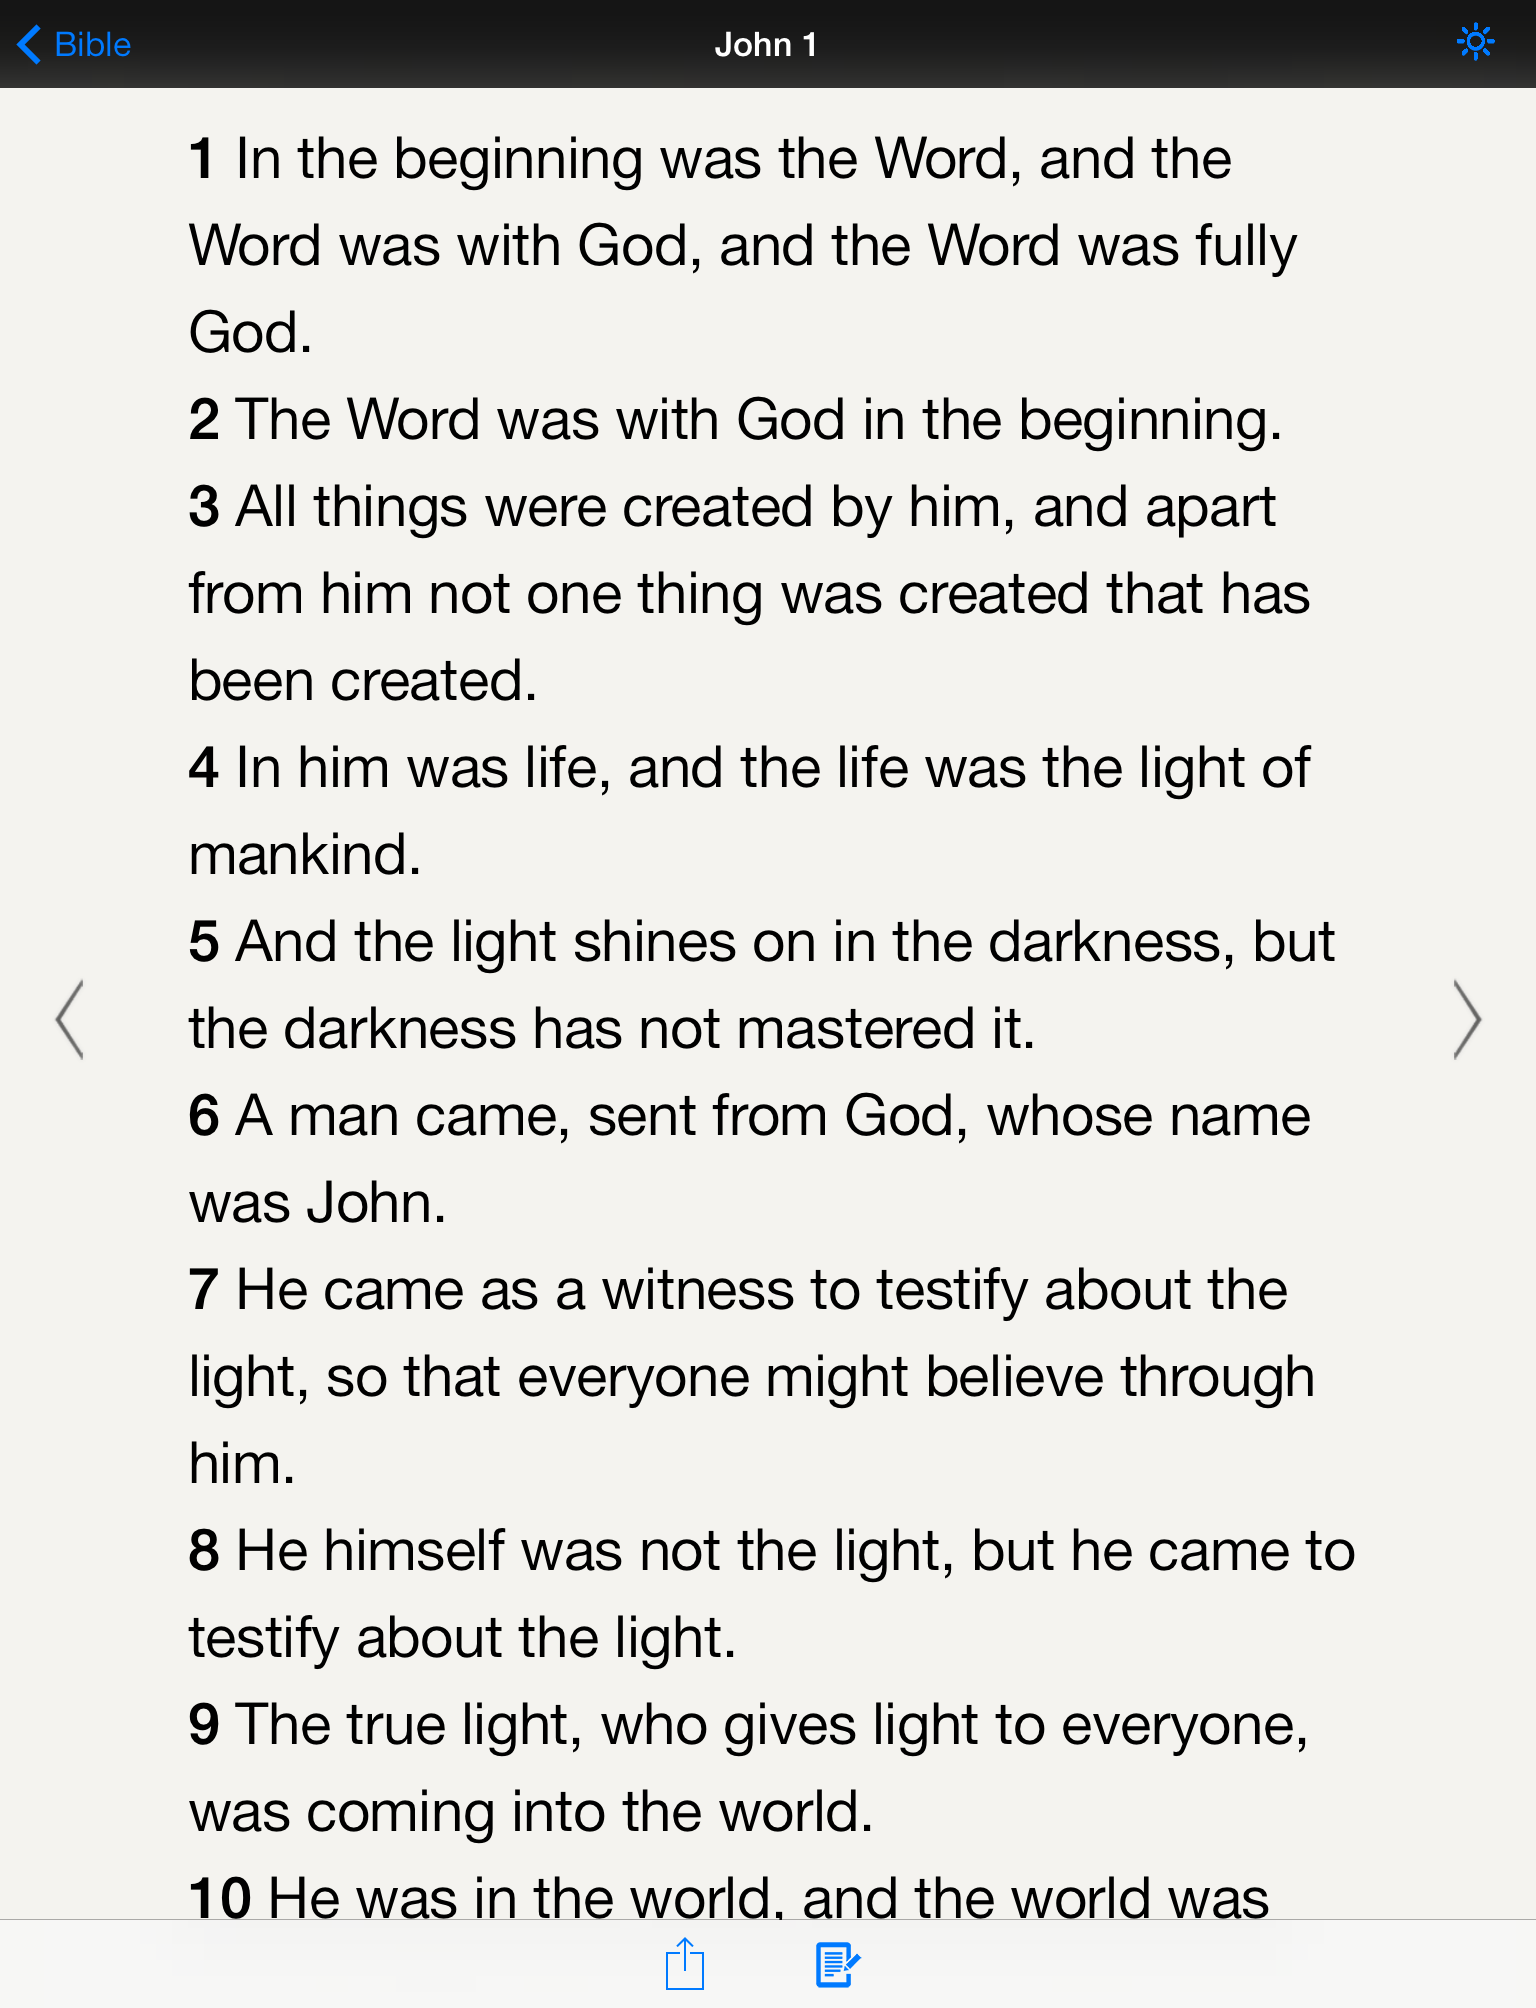 Bible
John 1
1 In the beginning was the Word, and the
Word was with God, and the Word was fully
God.
2 The Word was with God in the beginning.
3 All things were created by him, and apart
from him not one thing was created that has
been created.
4 In him was life, and the life was the light of
mankind.
5 And the light shines on in the darkness, but
the darkness has not mastered it.
6 A man came, sent from God, whose name
was John.
7 He came as a witness to testify about the
light, so that everyone might believe through
him.
8 He himself was not the light, but he came to
testify about the light.
9 The true light, who gives light to everyone,
was coming into the world.
10 He was in the world, and the world was